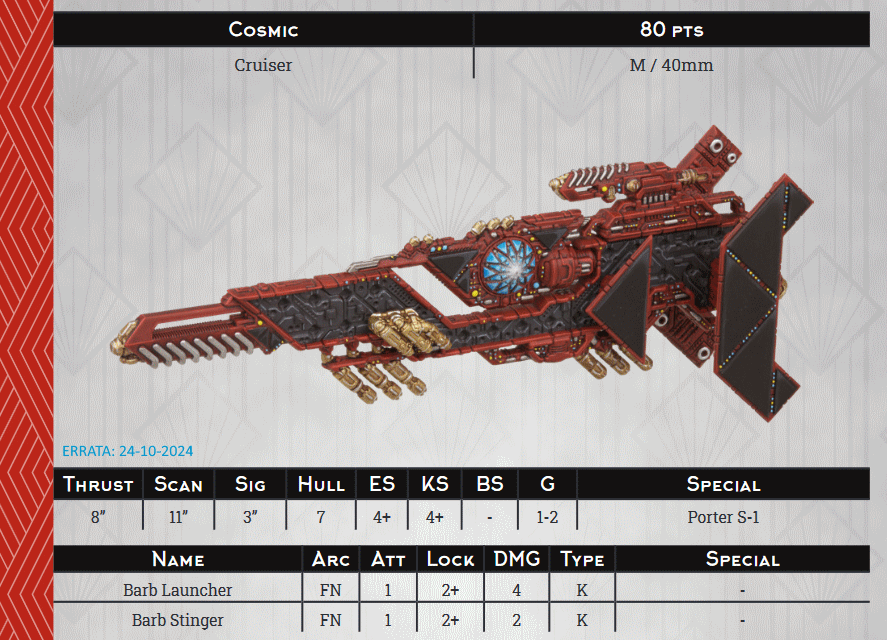 Cosmic 80 pts
Cruiser M / 40mm
ERRATA: 24-10-2024
Thrust Scan Sig Hull ES KS BS G Special
8” 11” 3” 7 4+ 4+ - 1-2 Porter S-1
Name Arc Att Lock DMG Type Special
Barb Launcher FN 1 2+ 4 K -
Barb Stinger FN 1 2+ 2 K -